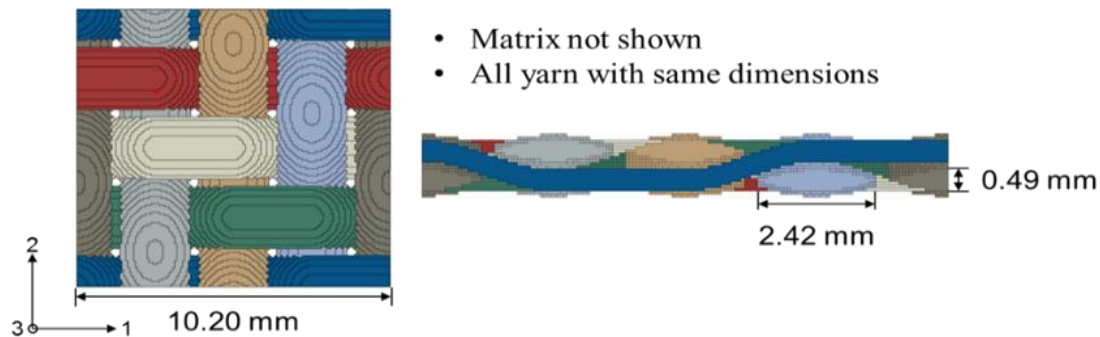 • Matrix not shown
• All yarn with same dimensions
0.49 mm
2.42 mm
2
3
1
10.20 mm